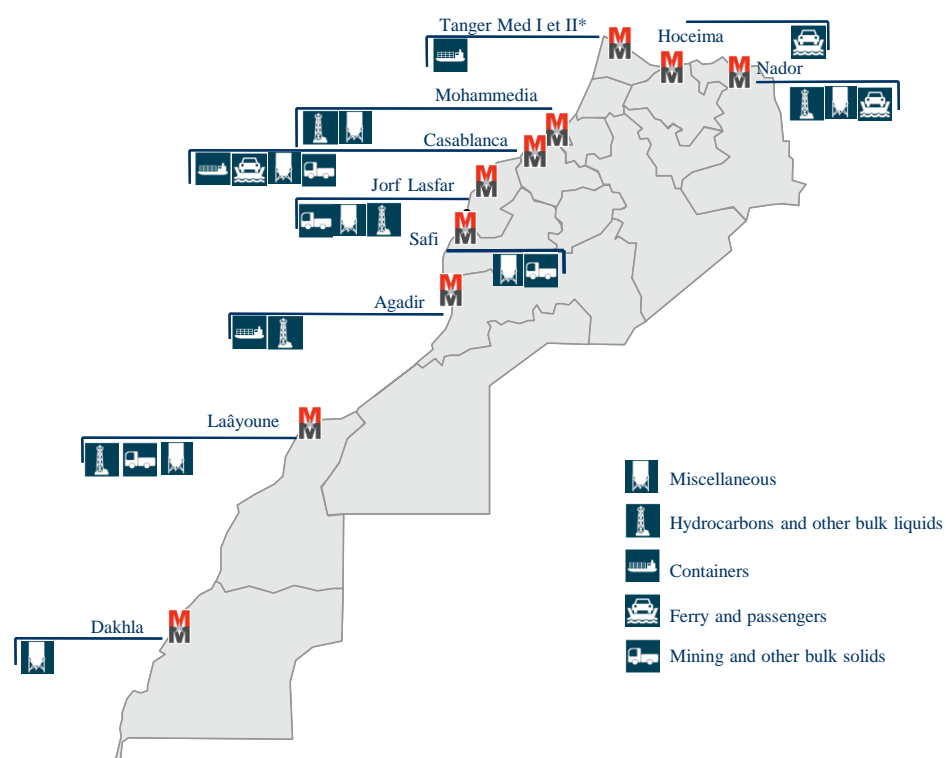 Tanger Med I et II*
Hoceima
Nador
Mohammedia
Casablanca
Jorf Lasfar
Safi
Agadir
Laâyoune
Dakhla
Miscellaneous
Hydrocarbons and other bulk liquids
Containers
Ferry and passengers
Mining and other bulk solids